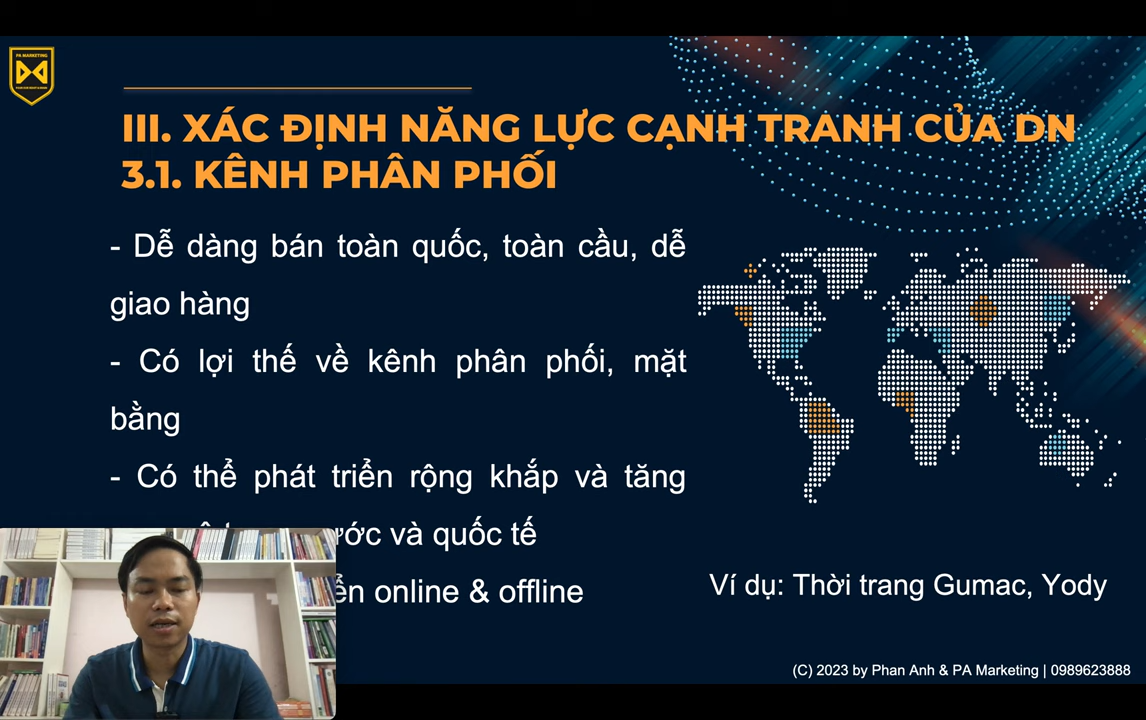 PA MARKETING
III. XÁC ĐỊNH NĂNG LỰC CẠNH TRANH CỦA DN
3.1. KÊNH PHÂN PHỐI
- Dễ dàng bán toàn quốc, toàn cầu, dễ
giao hàng
- Có lợi thế về kênh phân phối, mặt
bằng
- Có thể phát triển rộng khắp và tăng
và quốc tế
online & offline
Ví dụ: Thời trang Gumac, Yody
(C) 2023 by Phan Anh & PA Marketing | 0989623888